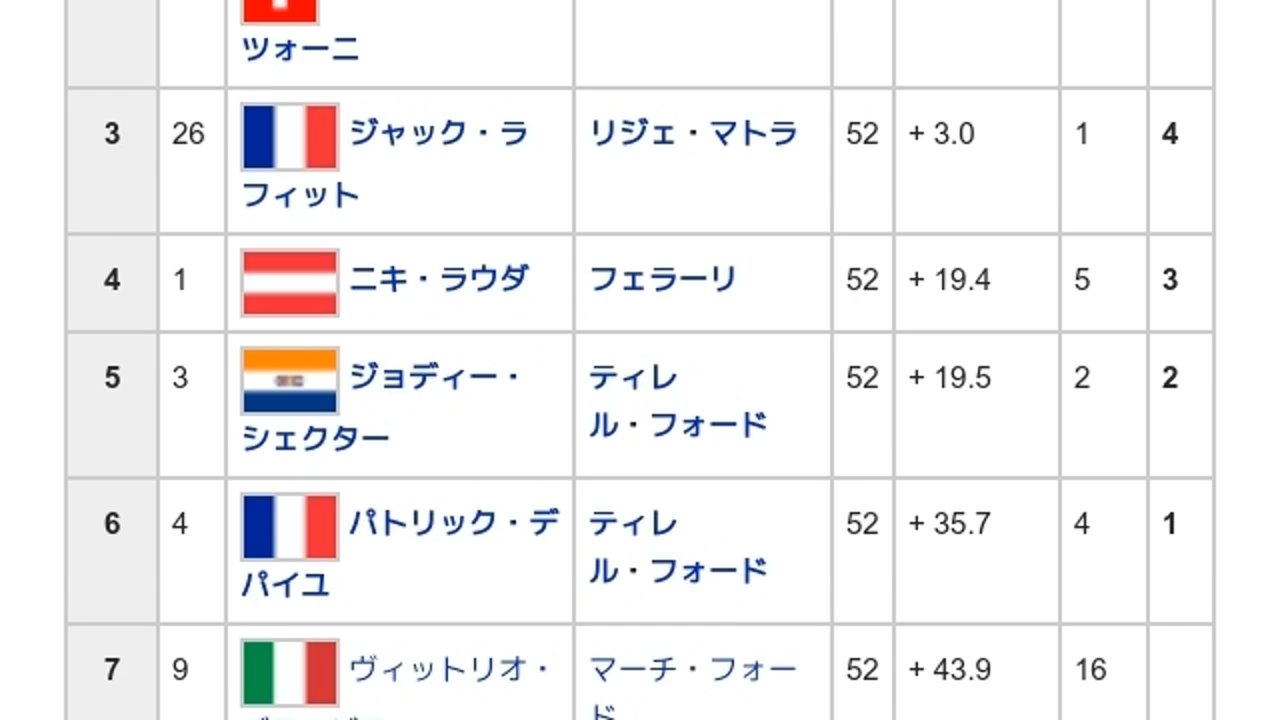 ツォーニ
3 26 ジャック・ラ リジェ・マトラ 52 + 3.0 1 4
フィット
4 1 ニキ・ラウダ フェラーリ 52 + 19.4 5 3
5 3 ジョディー・ ティレ 52 + 19.5 2 2
シェクター ル・フォード
6 4 パトリック・デ ティレ 52 + 35.7 4 1
パイユ ル・フォード
7 9 ヴィットリオ・ マーチ・フォー 52 + 43.9 16
ド